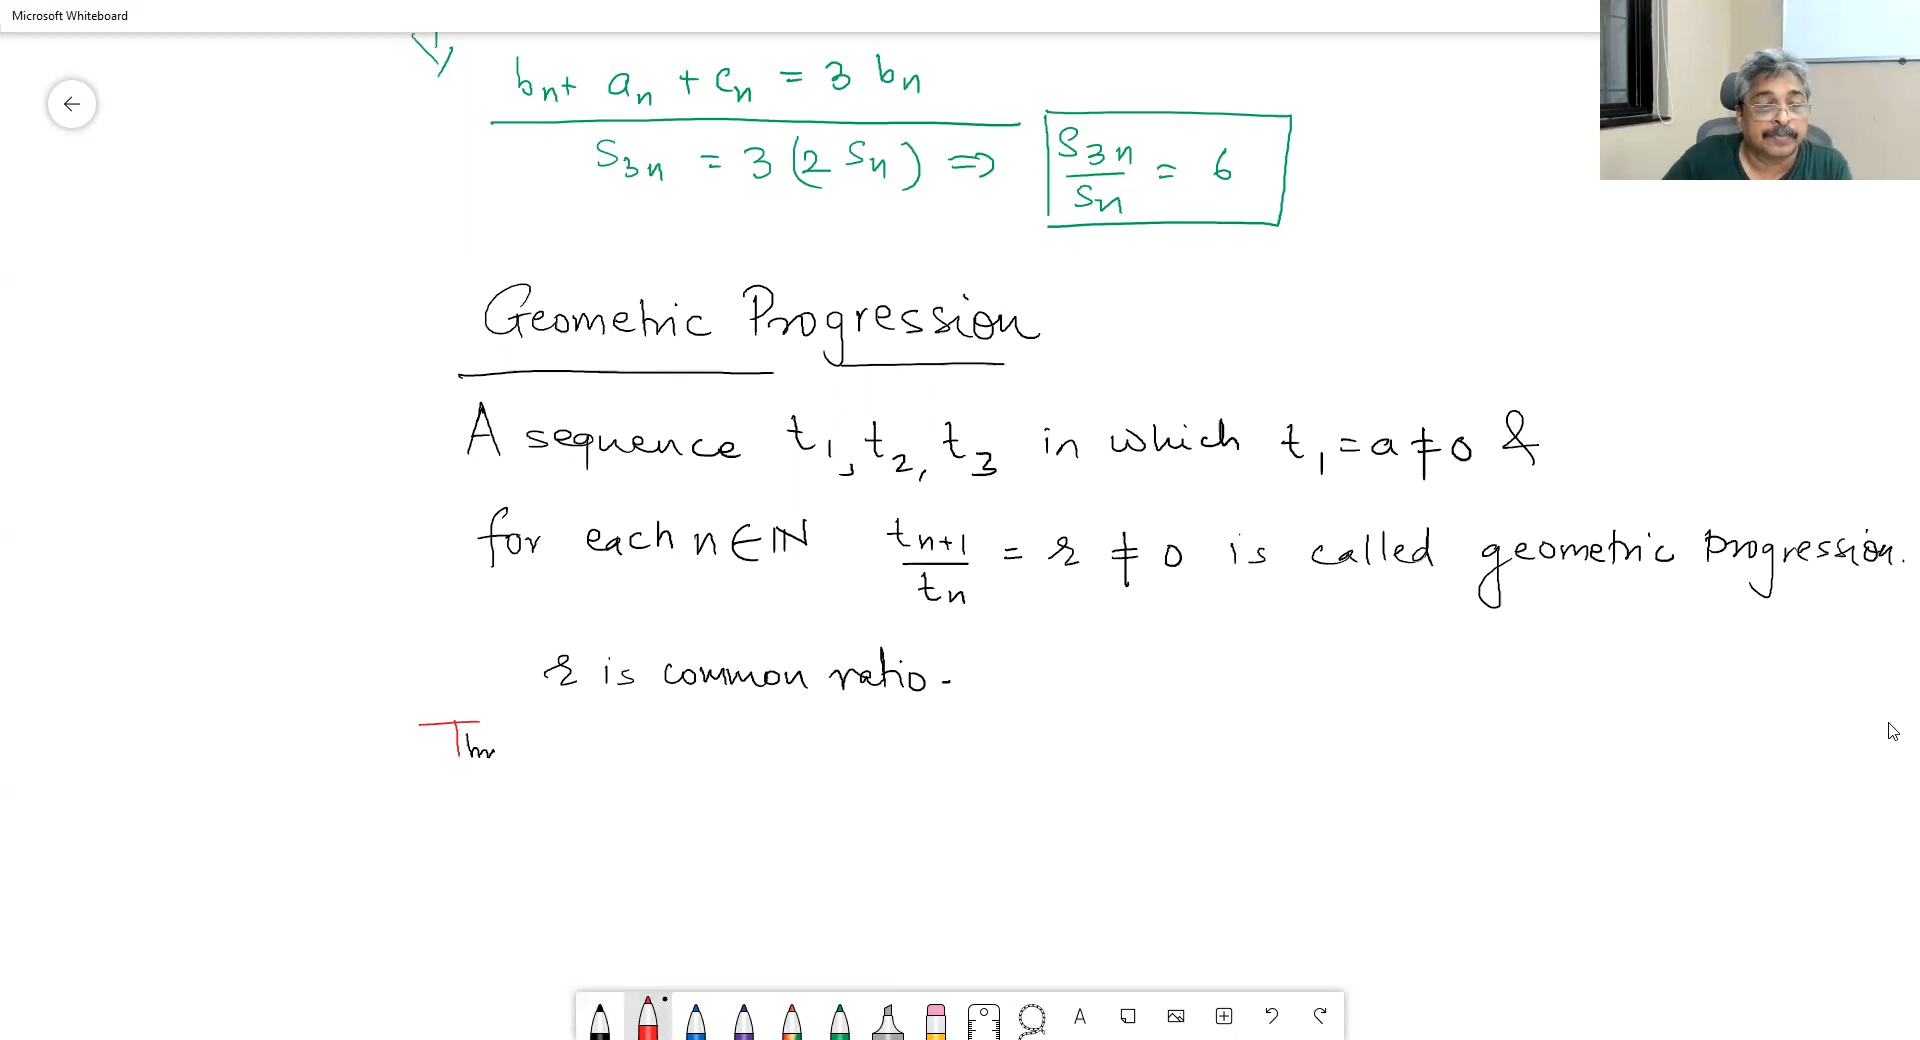 Microsoft Whiteboard
bn + an + cn = 3 bn
S3n = 3 (2 Sn) ⇒ S3n/Sn = 6
Geometric Progression
A sequence t1, t2, t3 in which t1 = a ≠ 0 &
for each n ∈ ℕ tn+1/tn = r ≠ 0 is called geometric progression.
r is common ratio.